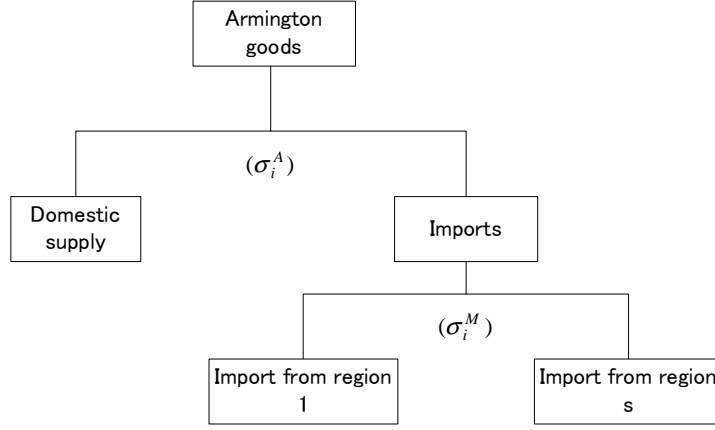 Armington
goods
(σ_i^A)
Domestic
supply
Imports
(σ_i^M)
Import from region
1
Import from region
s